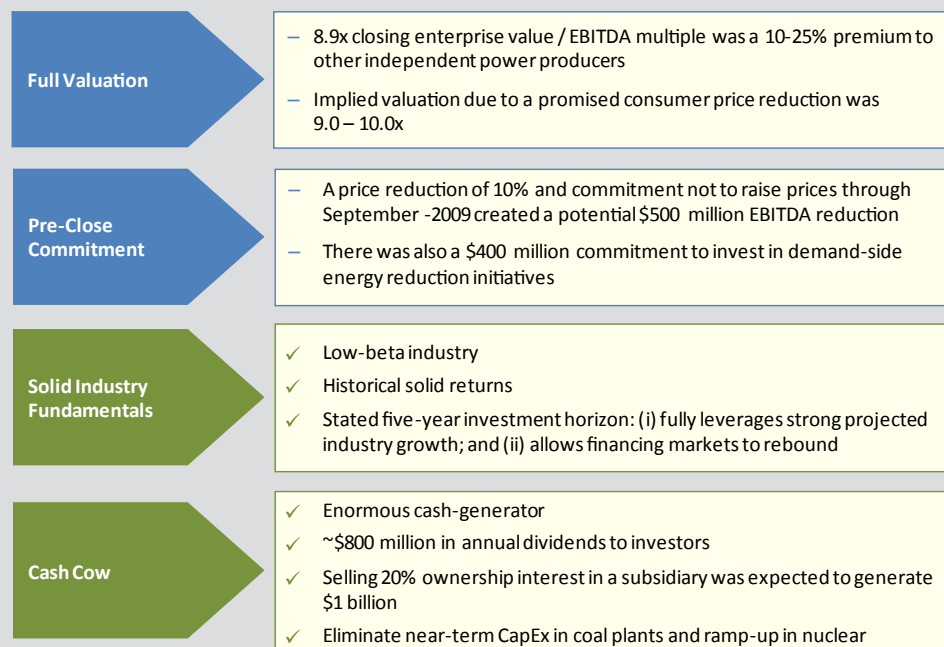 Full Valuation
– 8.9x closing enterprise value / EBITDA multiple was a 10-25% premium to
other independent power producers
– Implied valuation due to a promised consumer price reduction was
9.0 – 10.0x
Pre-Close
Commitment
– A price reduction of 10% and commitment not to raise prices through
September -2009 created a potential $500 million EBITDA reduction
– There was also a $400 million commitment to invest in demand-side
energy reduction initiatives
Solid Industry
Fundamentals
✓ Low-beta industry
✓ Historical solid returns
✓ Stated five-year investment horizon: (i) fully leverages strong projected
industry growth; and (ii) allows financing markets to rebound
Cash Cow
✓ Enormous cash-generator
✓ ~$800 million in annual dividends to investors
✓ Selling 20% ownership interest in a subsidiary was expected to generate
$1 billion
✓ Eliminate near-term CapEx in coal plants and ramp-up in nuclear